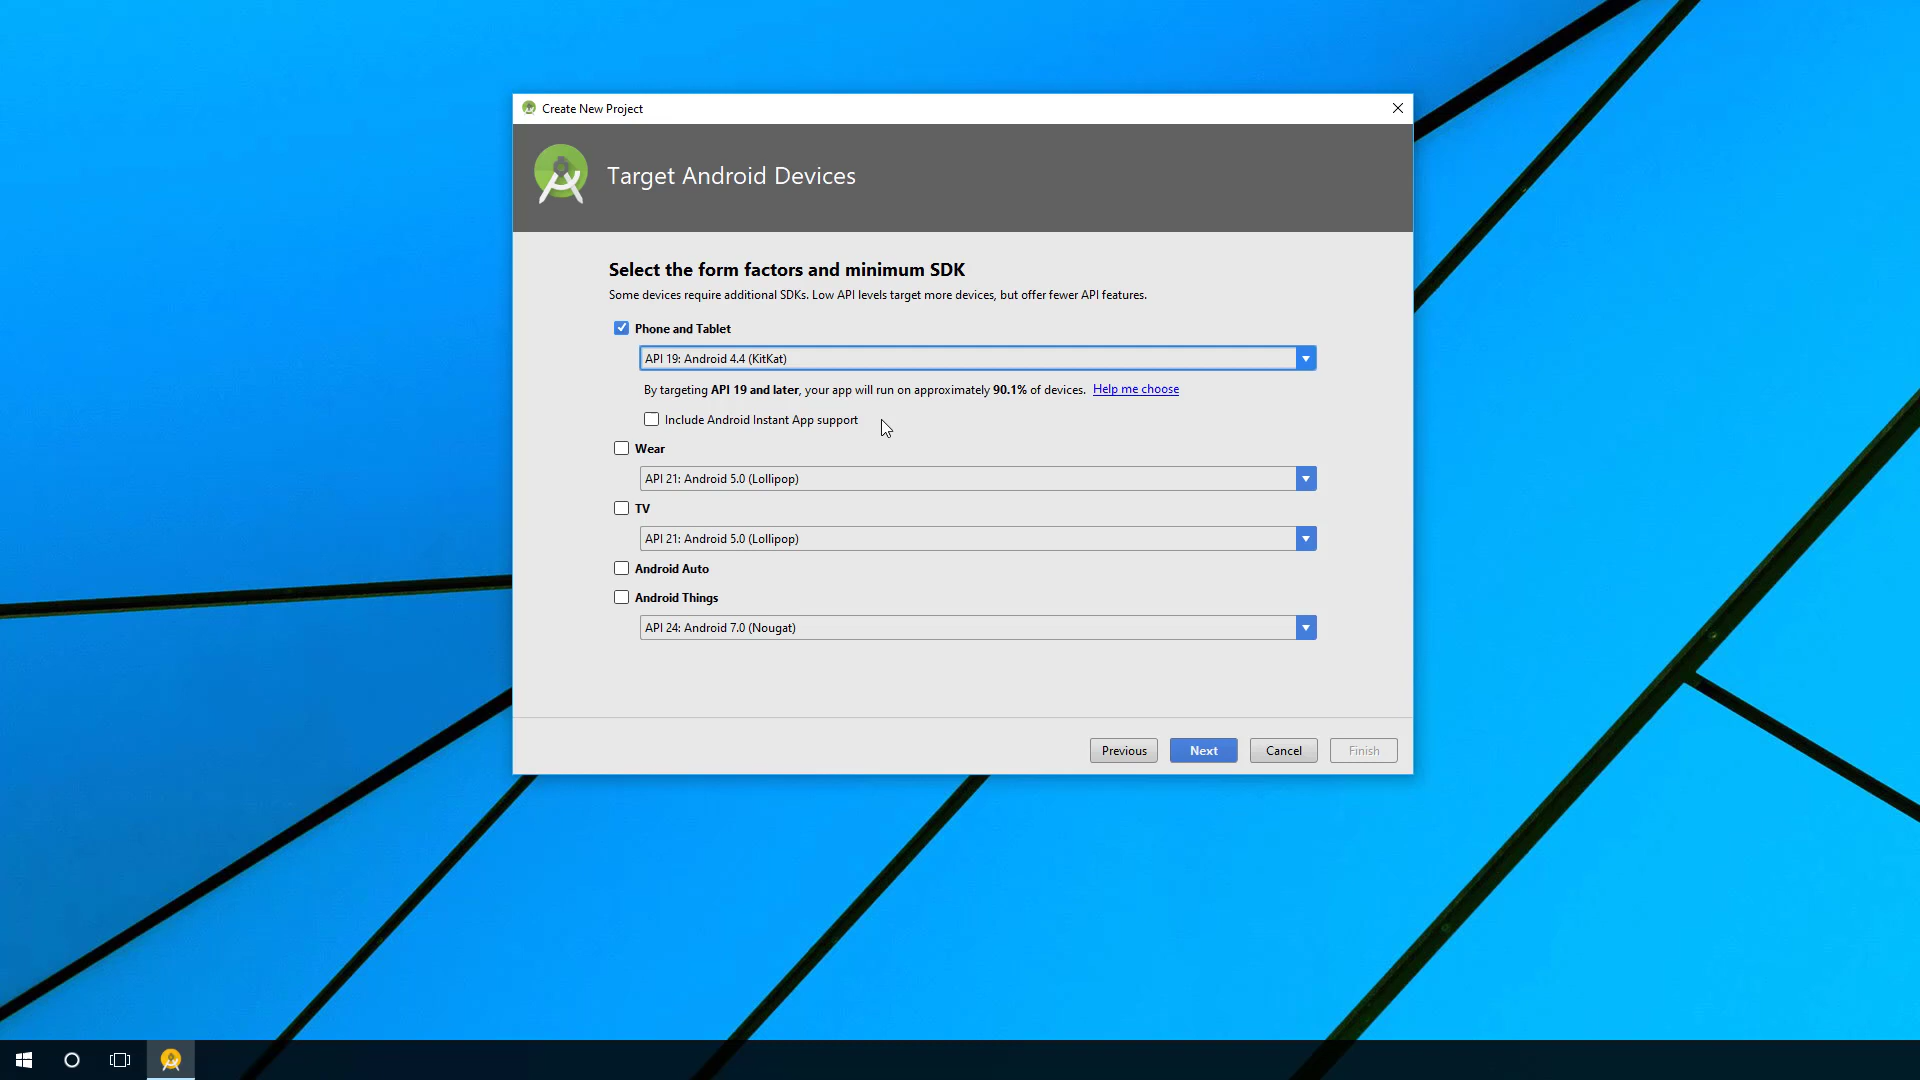 Create New Project
Target Android Devices
Select the form factors and minimum SDK
Some devices require additional SDKs. Low API levels target more devices, but offer fewer API features.
Phone and Tablet
API 19: Android 4.4 (KitKat)
By targeting API 19 and later, your app will run on approximately 90.1% of devices. Help me choose
Include Android Instant App support
Wear
API 21: Android 5.0 (Lollipop)
TV
API 21: Android 5.0 (Lollipop)
Android Auto
Android Things
API 24: Android 7.0 (Nougat)
Previous Next Cancel Finish